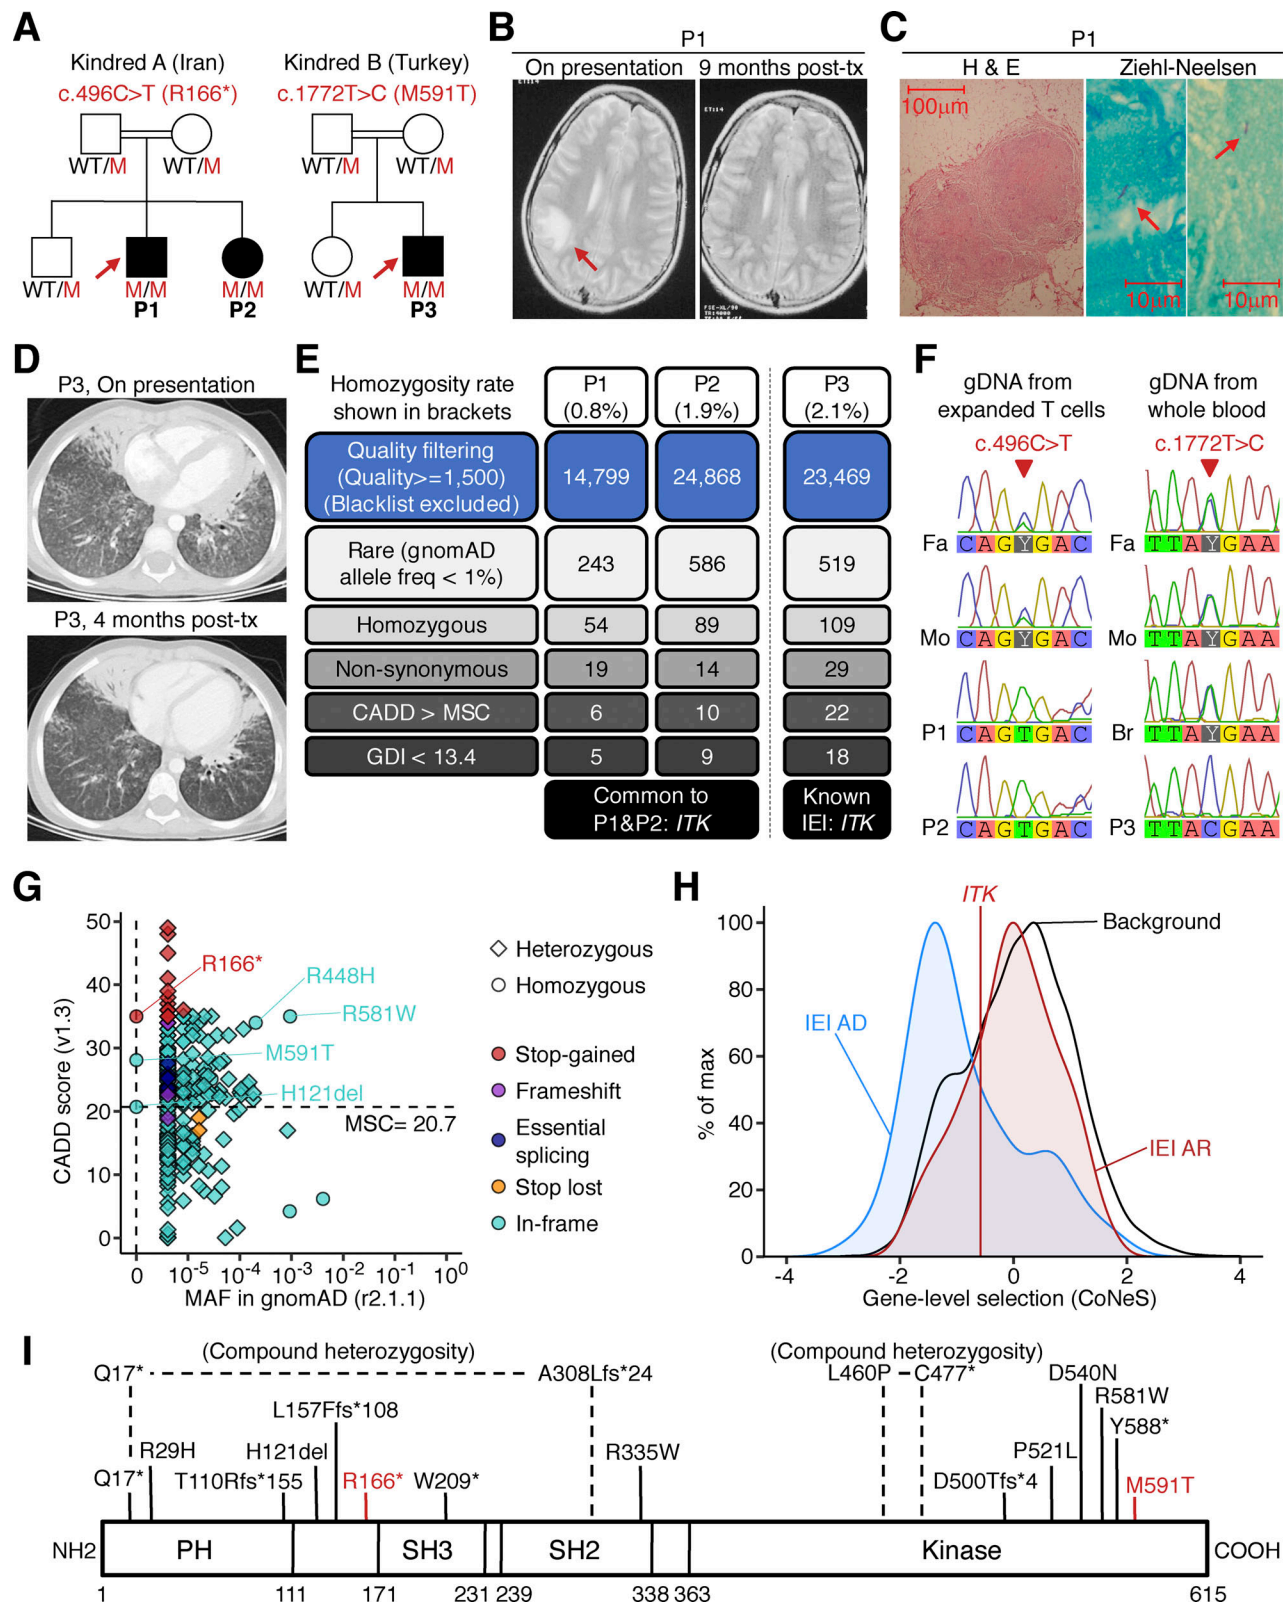 A
Kindred A (Iran)
c.496C>T (R166*)
WT/M
WT/M
WT/M
M/M
M/M
P1
P2
Kindred B (Turkey)
c.1772T>C (M591T)
WT/M
WT/M
WT/M
M/M
P3
B
P1
On presentation
9 months post-tx
ET:14
C
P1
H & E
Ziehl-Neelsen
100µm
10µm
10µm
D
P3, On presentation
P3, 4 months post-tx
E
Homozygosity rate
shown in brackets
P1
(0.8%)
P2
(1.9%)
P3
(2.1%)
Quality filtering
(Quality>=1,500)
(Blacklist excluded)
14,799
24,868
23,469
Rare (gnomAD
allele freq < 1%)
243
586
519
Homozygous
54
89
109
Non-synonymous
19
14
29
CADD > MSC
6
10
22
GDI < 13.4
5
9
18
Common to
P1&P2: ITK
Known
IEI: ITK
F
gDNA from
expanded T cells
gDNA from
whole blood
c.496C>T
c.1772T>C
Fa
CAGYGAC
Fa
TTAYGAA
Mo
CAGYGAC
Mo
TTAYGAA
P1
CAGTGAC
Br
TTAYGAA
P2
CAGTGAC
P3
TTACGAA
G
CADD score (v1.3)
50
40
30
20
10
0
R166*
R448H
R581W
M591T
H121del
MSC= 20.7
0
10-5
10-4
10-3
10-2
10-1
100
MAF in gnomAD (r2.1.1)
Heterozygous
Homozygous
Stop-gained
Frameshift
Essential
splicing
Stop lost
In-frame
H
% of max
100
80
60
40
20
0
ITK
Background
IEI AD
IEI AR
-4
-2
0
2
4
Gene-level selection (CoNeS)
I
(Compound heterozygosity)
(Compound heterozygosity)
Q17*
A308Lfs*24
L460P
C477*
D540N
L157Ffs*108
R581W
R29H
H121del
R335W
P521L
Y588*
Q17*
T110Rfs*155
R166*
W209*
D500Tfs*4
M591T
NH2
PH
SH3
SH2
Kinase
COOH
1
111
171
231
239
338
363
615